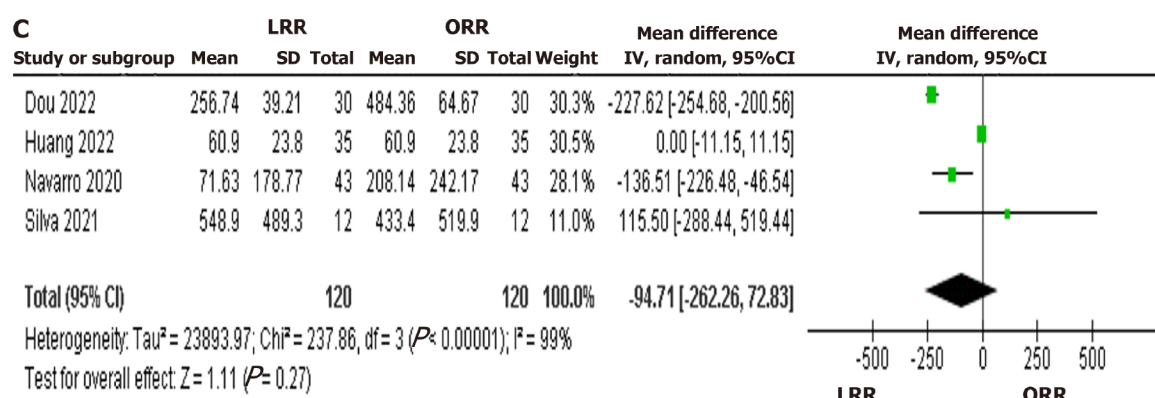 C
LRR ORR Mean difference Mean difference
Study or subgroup Mean SD Total Mean SD Total Weight IV, random, 95%CI IV, random, 95%CI
Dou 2022 256.74 39.21 30 484.36 64.67 30 30.3% -227.62 [-254.68, -200.56]
Huang 2022 60.9 23.8 35 60.9 23.8 35 30.5% 0.00 [-11.15, 11.15]
Navarro 2020 71.63 178.77 43 208.14 242.17 43 28.1% -136.51 [-226.48, -46.54]
Silva 2021 548.9 489.3 12 433.4 519.9 12 11.0% 115.50 [-288.44, 519.44]
Total (95% CI) 120 120 100.0% -94.71 [-262.26, 72.83]
Heterogeneity: Tau² = 23893.97; Chi² = 237.86, df = 3 (P < 0.00001); I² = 99%
Test for overall effect: Z = 1.11 (P = 0.27)
-500 -250 0 250 500
LRR ORR